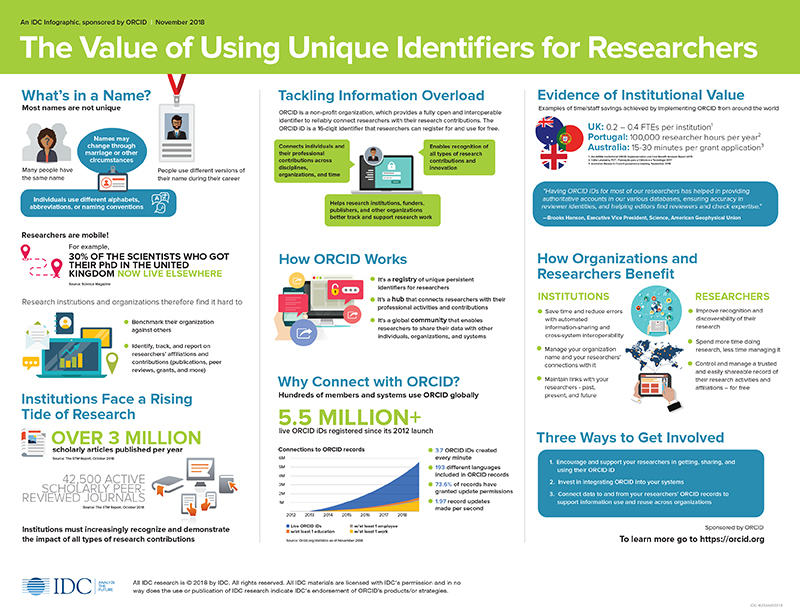 An IDC Infographic, sponsored by ORCID | November 2018
The Value of Using Unique Identifiers for Researchers
What's in a Name?
Most names are not unique
Many people have
the same name
Names may
change through
marriage or other
circumstances
People use different versions of
their name during their career
Individuals use different alphabets,
abbreviations, or naming conventions
Researchers are mobile!
For example,
30% OF THE SCIENTISTS WHO GOT
THEIR PhD IN THE UNITED
KINGDOM NOW LIVE ELSEWHERE
Source: Science Magazine
Research institutions and organizations therefore find it hard to
Benchmark their organization
against others
Identify, track, and report on
researchers' affiliations and
contributions (publications, peer
reviews, grants, and more)
Institutions Face a Rising
Tide of Research
OVER 3 MILLION
scholarly articles published per year
Source: The STM Report, October 2018
42,500 ACTIVE
SCHOLARLY PEER
REVIEWED JOURNALS
Source: The STM Report, October 2018
Institutions must increasingly recognize and demonstrate
the impact of all types of research contributions
Tackling Information Overload
ORCID is a non-profit organization, which provides a fully open and interoperable
identifier to reliably connect researchers with their research contributions. The
ORCID iD is a 16-digit identifier that researchers can register for and use for free.
Connects individuals and
their professional
contributions across
disciplines,
organizations, and time
Enables recognition of
all types of research
contributions and
innovation
Helps research institutions, funders,
publishers, and other organizations
better track and support research work
How ORCID Works
It's a registry of unique persistent
identifiers for researchers
It's a hub that connects researchers with their
professional activities and contributions
It's a global community that enables
researchers to share their data with other
individuals, organizations, and systems
Why Connect with ORCID?
Hundreds of members and systems use ORCID globally
5.5 MILLION+
live ORCID iDs registered since its 2012 launch
Connections to ORCID records
6M
5M
4M
3M
2M
1M
2012 2013 2014 2015 2016 2017 2018
Live ORCID iDs
w/at least 1 employee
w/at least 1 education
w/at least 1 work
Source: Orcid.org/statistics as of November 2018
3.7 ORCID iDs created
every minute
193 different languages
included in ORCID records
73.6% of records have
granted update permissions
1.97 record updates
made per second
Evidence of Institutional Value
Examples of time/staff savings achieved by implementing ORCID from around the world
UK: 0.2 – 0.4 FTEs per institution1
Portugal: 100,000 researcher hours per year2
Australia: 15-30 minutes per grant application3
"Having ORCID iDs for most of our researchers has helped in providing
authoritative accounts in our various databases, ensuring accuracy in
reviewer identities, and helping editors find reviewers and check expertise."
—Brooks Hanson, Executive Vice President, Science, American Geophysical Union
How Organizations and
Researchers Benefit
INSTITUTIONS
Save time and reduce errors
with automated
information-sharing and
cross-system interoperability
Manage your organization
name and your researchers'
connections with it
Maintain links with your
researchers - past,
present, and future
RESEARCHERS
Improve recognition and
discoverability of their
research
Spend more time doing
research, less time managing it
Control and manage a trusted
and easily shareable record of
their research activities and
affiliations – for free
Three Ways to Get Involved
1. Encourage and support your researchers in getting, sharing, and
using their ORCID iD
2. Invest in integrating ORCID into your systems
3. Connect data to and from your researchers' ORCID records to
support information use and reuse across organizations
Sponsored by ORCID
To learn more go to https://orcid.org
IDC
ANALYZE
THE
FUTURE
All IDC research is © 2018 by IDC. All rights reserved. All IDC materials are licensed with IDC's permission and in no
way does the use or publication of IDC research indicate IDC's endorsement of ORCID's products/or strategies.